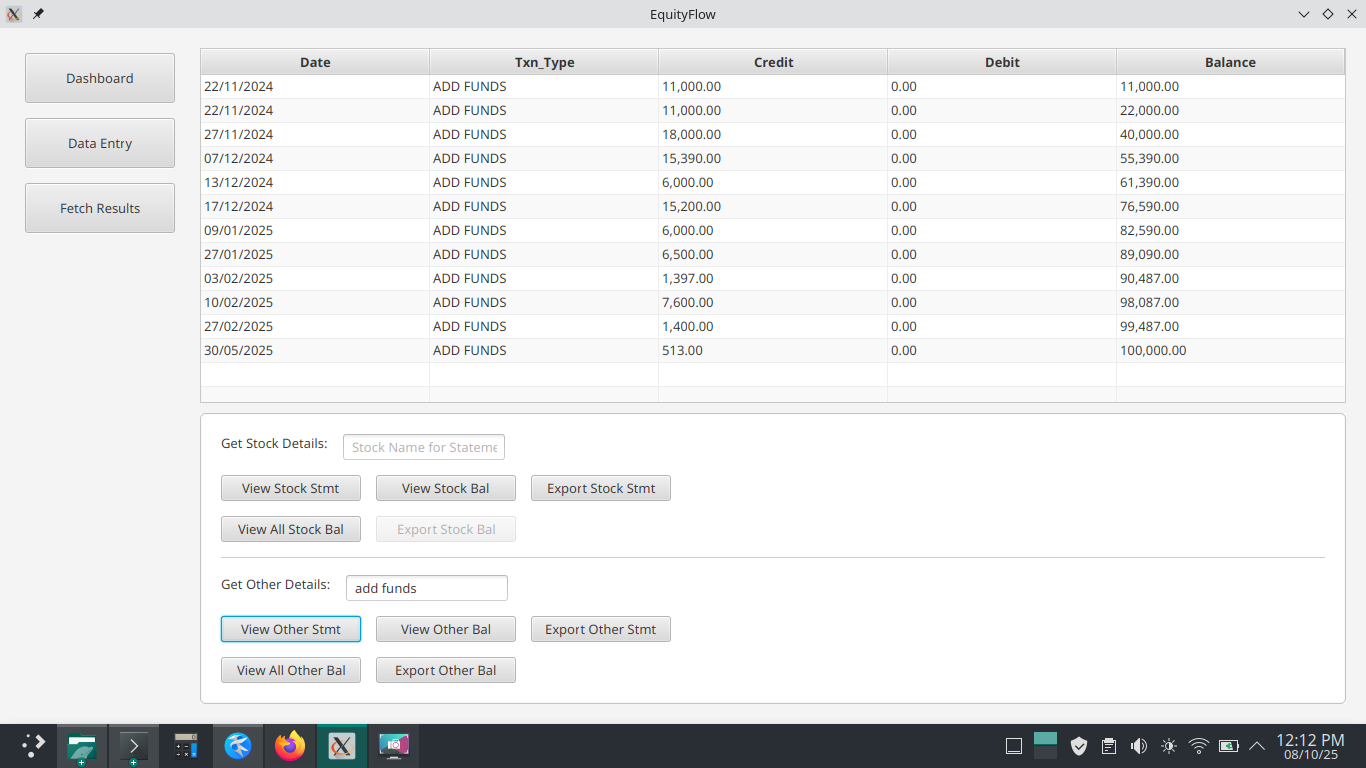 EquityFlow
Dashboard
Data Entry
Fetch Results
Date Txn_Type Credit Debit Balance
22/11/2024 ADD FUNDS 11,000.00 0.00 11,000.00
22/11/2024 ADD FUNDS 11,000.00 0.00 22,000.00
27/11/2024 ADD FUNDS 18,000.00 0.00 40,000.00
07/12/2024 ADD FUNDS 15,390.00 0.00 55,390.00
13/12/2024 ADD FUNDS 6,000.00 0.00 61,390.00
17/12/2024 ADD FUNDS 15,200.00 0.00 76,590.00
09/01/2025 ADD FUNDS 6,000.00 0.00 82,590.00
27/01/2025 ADD FUNDS 6,500.00 0.00 89,090.00
03/02/2025 ADD FUNDS 1,397.00 0.00 90,487.00
10/02/2025 ADD FUNDS 7,600.00 0.00 98,087.00
27/02/2025 ADD FUNDS 1,400.00 0.00 99,487.00
30/05/2025 ADD FUNDS 513.00 0.00 100,000.00
Get Stock Details: Stock Name for Stateme
View Stock Stmt View Stock Bal Export Stock Stmt
View All Stock Bal Export Stock Bal
Get Other Details: add funds
View Other Stmt View Other Bal Export Other Stmt
View All Other Bal Export Other Bal
12:12 PM
08/10/25